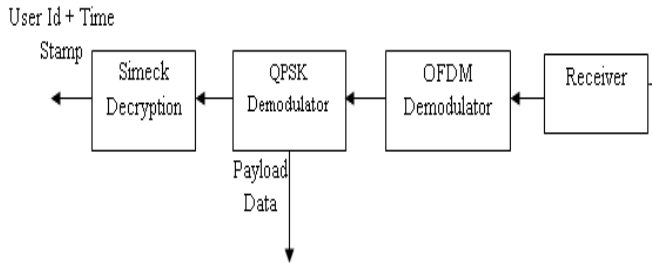 User Id + Time
Stamp
Simeck
Decryption
QPSK
Demodulator
OFDM
Demodulator
Receiver
Payload
Data